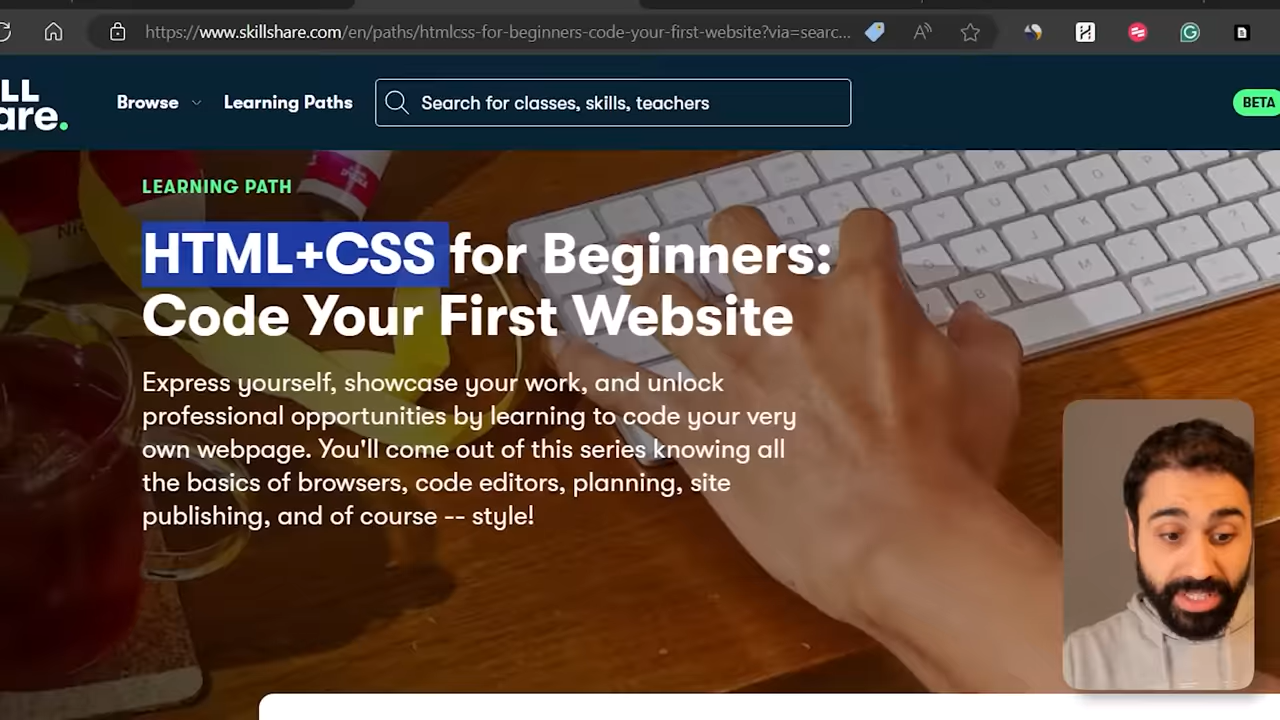 https://www.skillshare.com/en/paths/htmlcss-for-beginners-code-your-first-website?via=searc...
LL
are.
Browse
Learning Paths
Search for classes, skills, teachers
BETA
LEARNING PATH
HTML+CSS for Beginners:
Code Your First Website
Express yourself, showcase your work, and unlock
professional opportunities by learning to code your very
own webpage. You'll come out of this series knowing all
the basics of browsers, code editors, planning, site
publishing, and of course -- style!